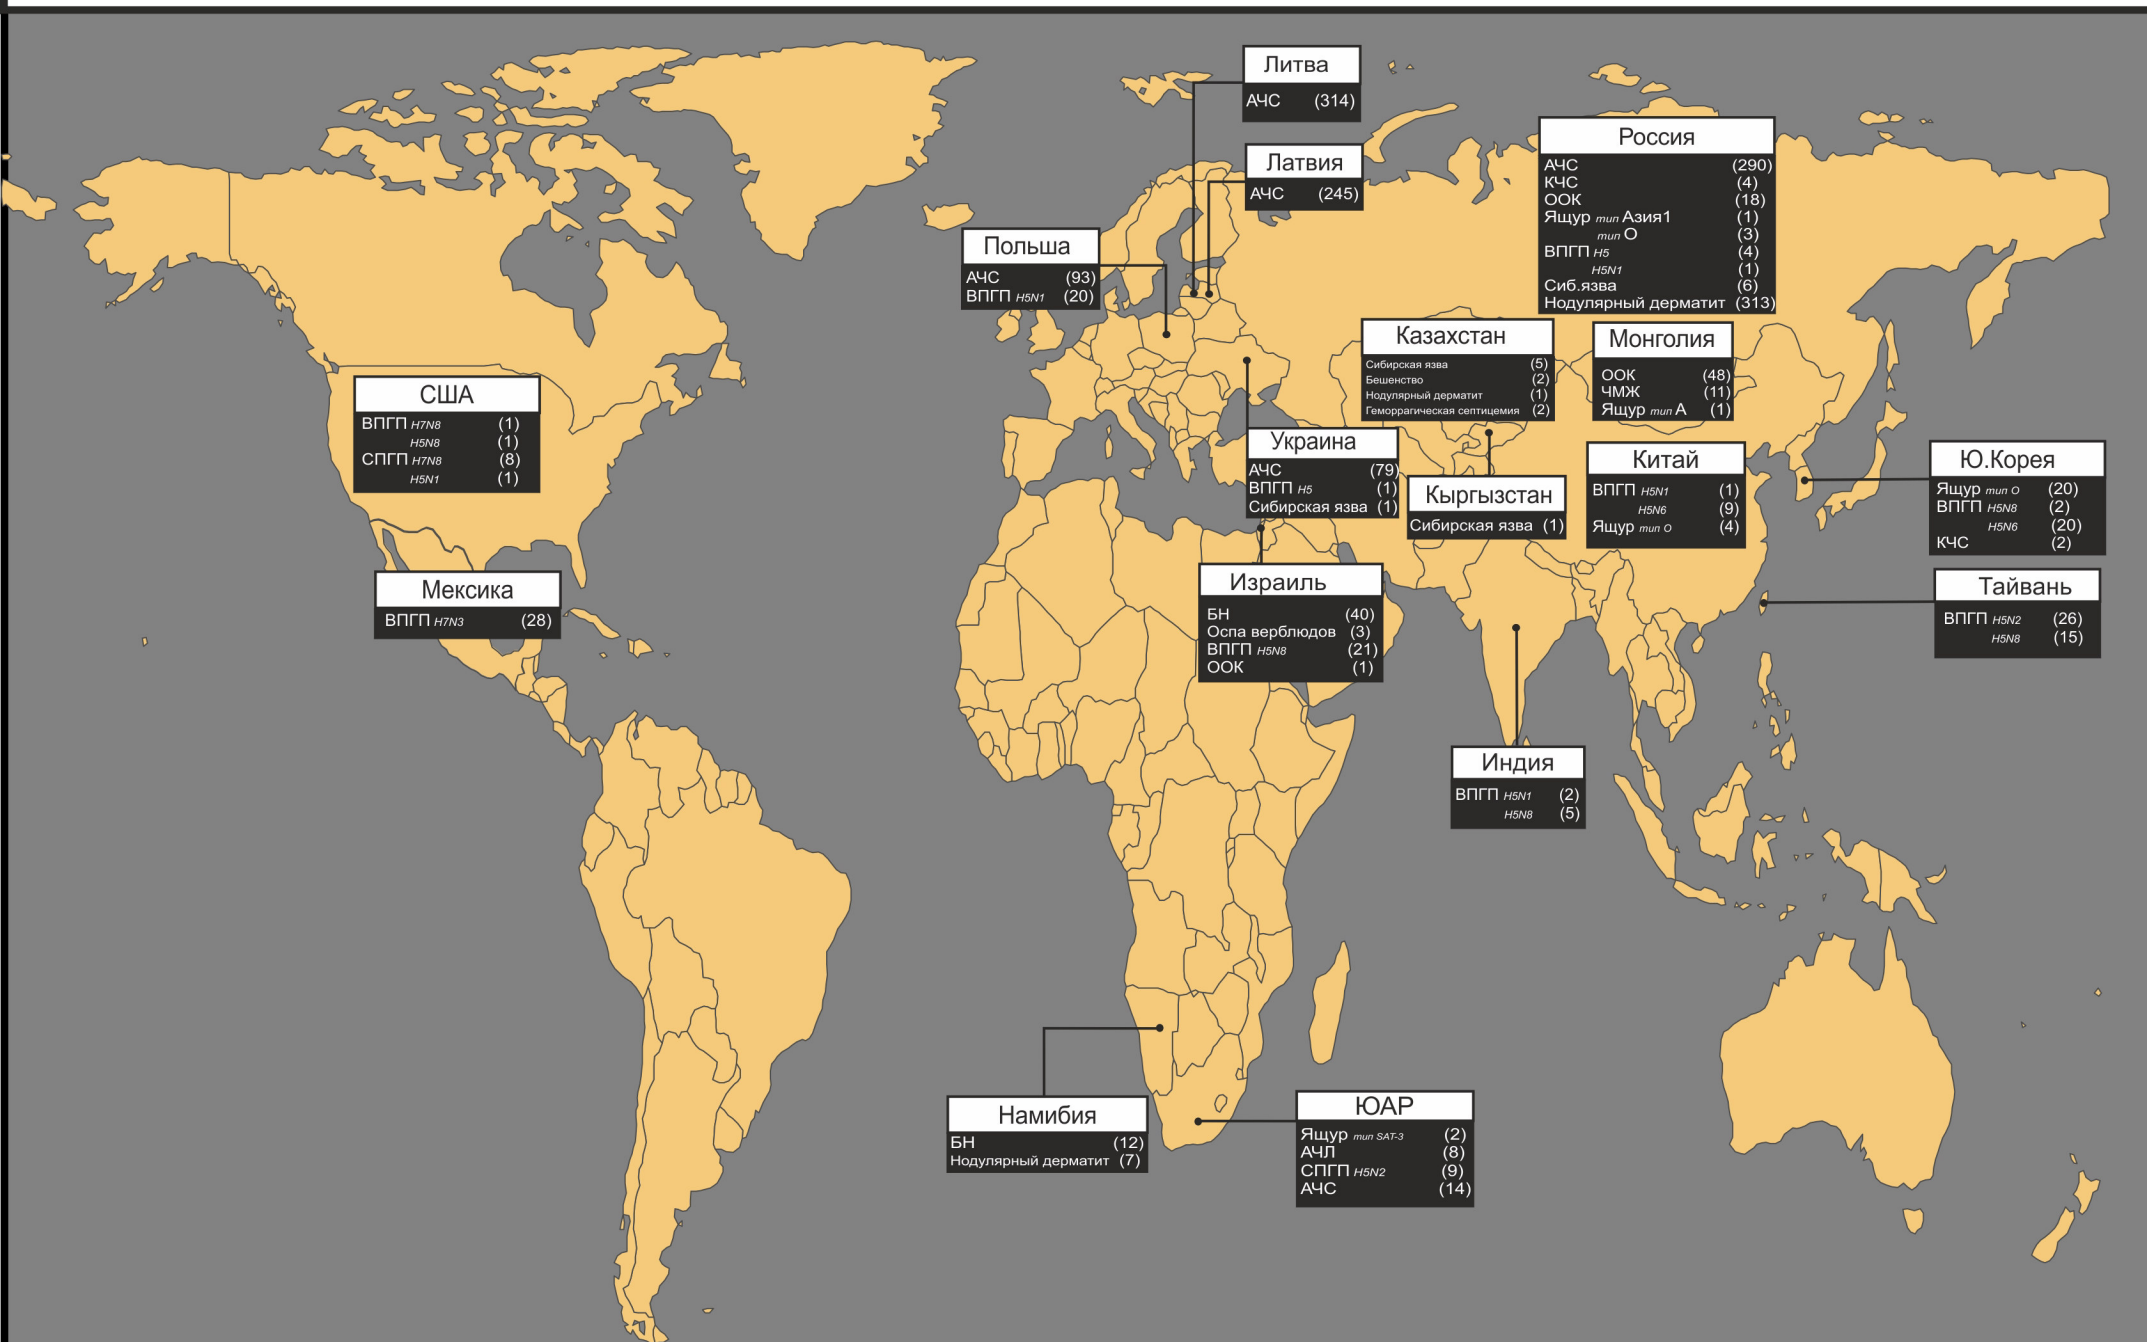 Литва
АЧС (314)
Латвия
АЧС (245)
Россия
АЧС (290)
КЧС (4)
ООК (18)
Ящур тип Азия1 (1)
тип О (3)
ВПГП H5 (4)
H5N1 (1)
Сиб.язва (6)
Нодулярный дерматит (313)
Польша
АЧС (93)
ВПГП H5N1 (20)
Казахстан
Сибирская язва (5)
Бешенство (2)
Нодулярный дерматит (1)
Геморрагическая септицемия (2)
Монголия
ООК (48)
ЧМЖ (11)
Ящур тип А (1)
США
ВПГП H7N8 (1)
H5N8 (1)
СПГП H7N8 (8)
H5N1 (1)
Украина
АЧС (79)
ВПГП H5 (1)
Сибирская язва (1)
Кыргызстан
Сибирская язва (1)
Китай
ВПГП H5N1 (1)
H5N6 (9)
Ящур тип О (4)
Ю.Корея
Ящур тип О (20)
ВПГП H5N8 (2)
H5N6 (20)
КЧС (2)
Мексика
ВПГП H7N3 (28)
Израиль
БН (40)
Оспа верблюдов (3)
ВПГП H5N8 (21)
ООК (1)
Тайвань
ВПГП H5N2 (26)
H5N8 (15)
Индия
ВПГП H5N1 (2)
H5N8 (5)
Намибия
БН (12)
Нодулярный дерматит (7)
ЮАР
Ящур тип SAT-3 (2)
АЧЛ (8)
СПГП H5N2 (9)
АЧС (14)